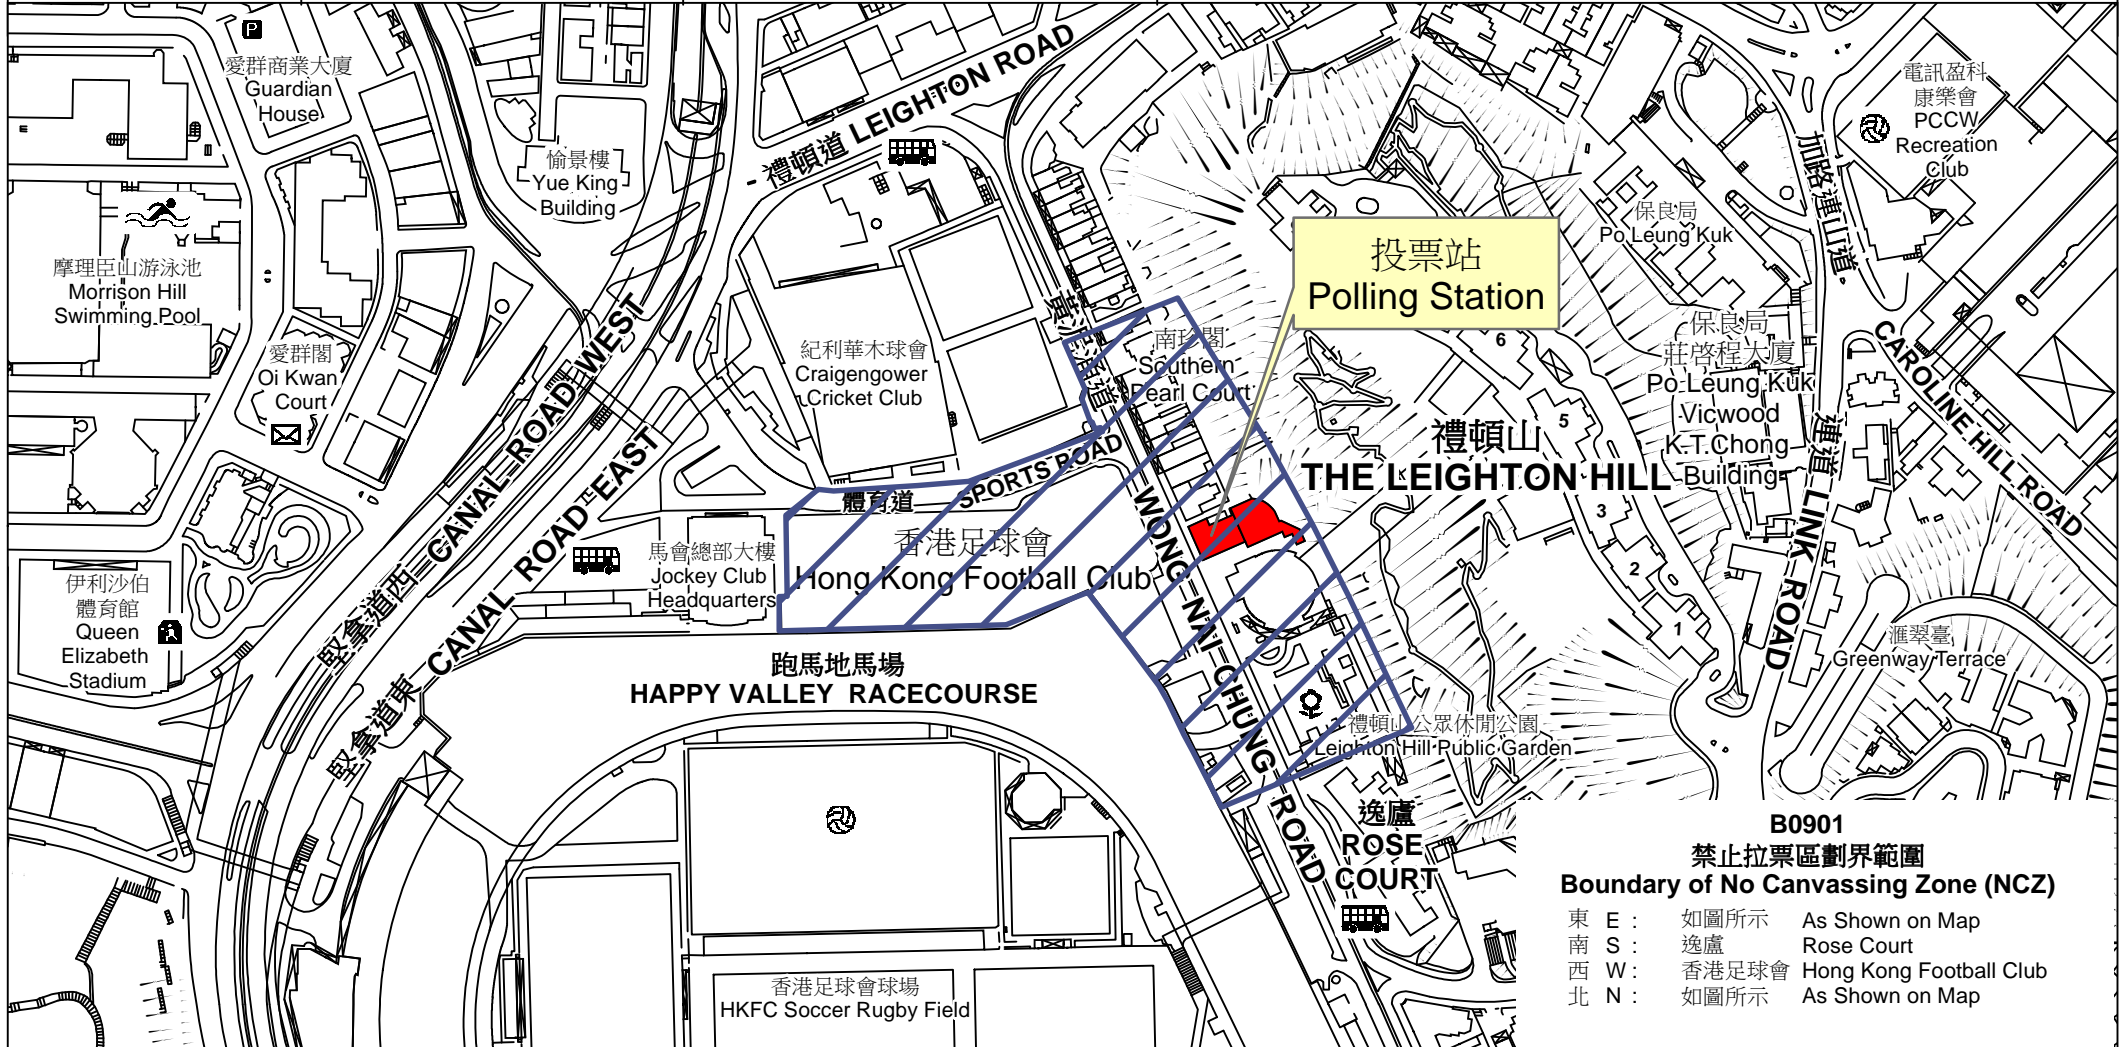 愛群商業大廈
Guardian
House
愉景樓
Yue King
Building
禮頓道 LEIGHTON ROAD
電訊盈科
康樂會
PCCW
Recreation
Club
加路連山道
保良局
Po Leung Kuk
摩理臣山游泳池
Morrison Hill
Swimming Pool
愛群閣
Oi Kwan
Court
紀利華木球會
Craigengower
Cricket Club
黃泥涌道
南珍閣
Southern
Pearl Court
投票站
Polling Station
6
5
3
2
1
保良局
莊啓程大廈
Po Leung Kuk
Vicwood
K.T.Chong
Building
CAROLINE HILL ROAD
禮頓山
THE LEIGHTON HILL
連道 LINK ROAD
堅拿道西 CANAL ROAD WEST
堅拿道東 CANAL ROAD EAST
體育道 SPORTS ROAD
香港足球會
Hong Kong Football Club
馬會總部大樓
Jockey Club
Headquarters
WONG NAI CHUNG ROAD
伊利沙伯
體育館
Queen
Elizabeth
Stadium
滙翠臺
Greenway Terrace
跑馬地馬場
HAPPY VALLEY RACECOURSE
禮頓山公眾休閒公園
Leighton Hill Public Garden
逸廬
ROSE
COURT
香港足球會球場
HKFC Soccer Rugby Field
B0901
禁止拉票區劃界範圍
Boundary of No Canvassing Zone (NCZ)
東 E : 如圖所示 As Shown on Map
南 S : 逸廬 Rose Court
西 W : 香港足球會 Hong Kong Football Club
北 N : 如圖所示 As Shown on Map
P